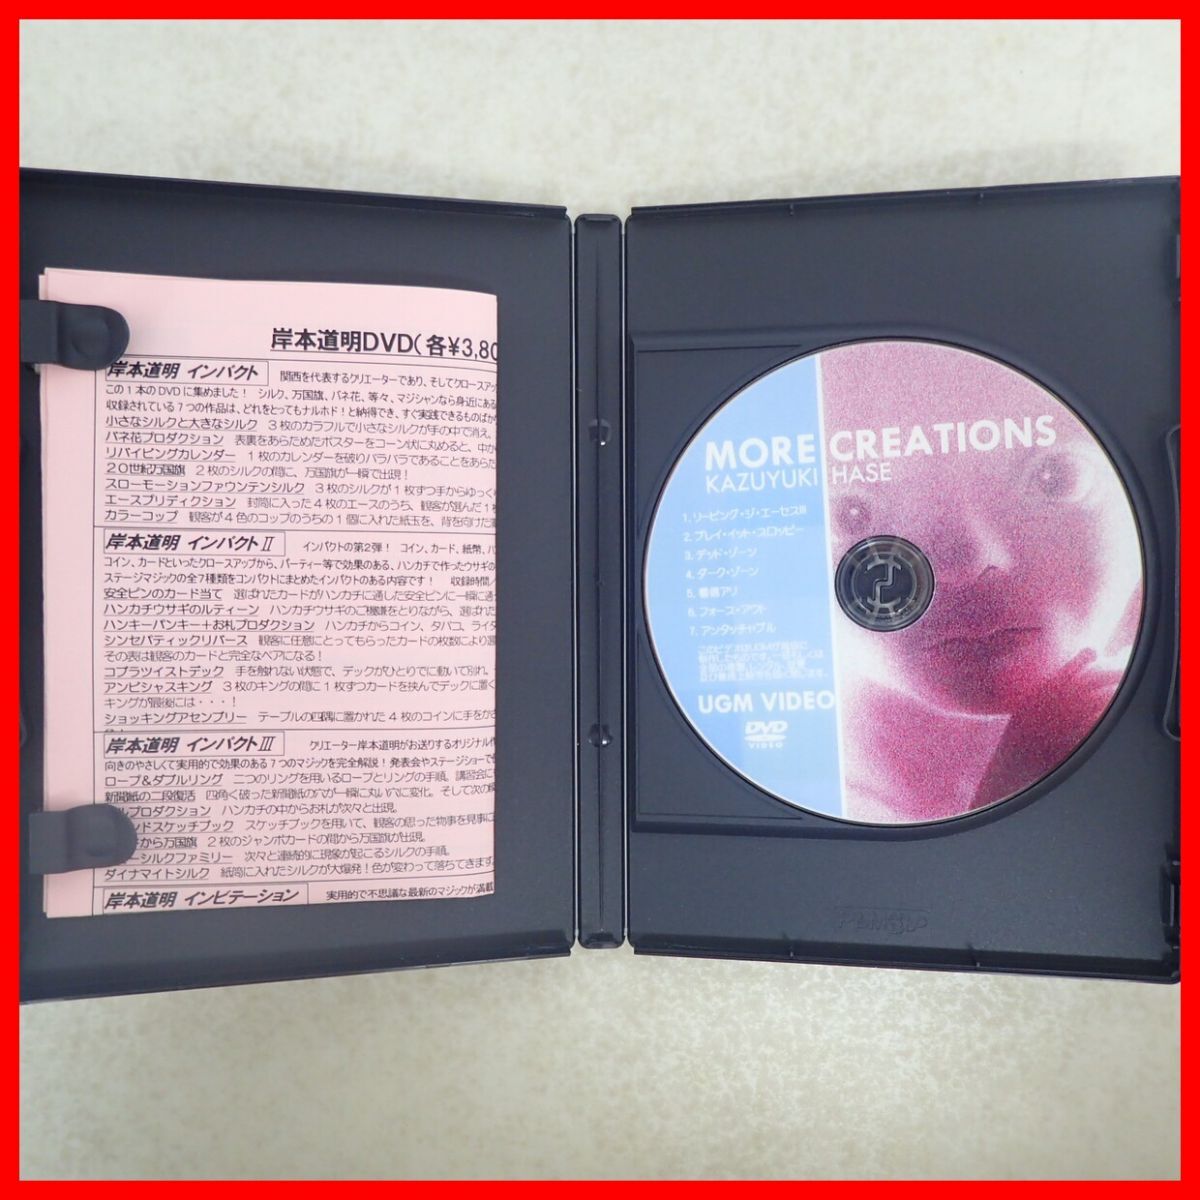 岸本道明DVD(各¥3,80
岸本道明 インパクト 関西を代表するクリエーターであり、そしてクロースアッ
この1本のDVDに集めました! シルク、万国旗、バネ花、等々、マジシャンなら身近にある
収録されている7つの作品は、どれをとってもナルホド!と納得でき、すぐ実践できるものばか
小さなシルクと大きなシルク 3枚のカラフルで小さなシルクが手の中で消え、
バネ花プロダクション 表裏をあらためたポスターをコーン状に丸めると、中か
リバイビングカレンダー 1枚のカレンダーを破りバラバラであることをあらた
20世紀万国旗 2枚のシルクの間に、万国旗が一瞬で出現!
スローモーションファウンテンシルク 3枚のシルクが1枚ずつ手からゆっく
エースプリディクション 封筒に入った4枚のエースのうち、観客が選んだ1
カラーコップ 観客が4色のコップのうちの1個に入れた紙玉を、背を向けた
岸本道明 インパクトⅡ インパクトの第2弾! コイン、カード、紙幣、ハ
コイン、カードといったクロースアップから、パーティー等で効果のある、ハンカチで作ったウサギの
ステージマジックの全7種類をコンパクトにまとめたインパクトのある内容です! 収録時間/
安全ピンのカード当て 選ばれたカードがハンカチに通した安全ピンに一瞬に通
ハンカチウサギのルティーン ハンカチウサギのご機嫌をとりながら、選ばれた
ハンキーパンキー+お札プロダクション ハンカチからコイン、タバコ、ライタ
シンセパティックリバース 観客に任意にとってもらったカードの枚数により選
その表は観客のカードと完全なペアになる!
コブラツイストデック 手を触れない状態で、デックがひとりでに動いて別れ、
アンビシャスキング 3枚のキングの間に1枚ずつカードを挟んでデックに置く
キングが最後には・・・!
ショッキングアセンブリー テーブルの四隅に置かれた4枚のコインに手をかざ
岸本道明 インパクトⅢ クリエーター岸本道明がお送りするオリジナル作
向きのやさしくて実用的で効果のある7つのマジックを完全解説! 発表会やステージショーで
ロープ&ダブルリング 二つのリングを用いるロープとリングの手順。講習会に
新聞紙の二段復活 四角く破った新聞紙の穴が一瞬に丸い穴に変化。そして次の瞬
ルプロダクション ハンカチの中からお札が次々と出現。
ンドスケッチブック スケッチブックを用いて、観客の思った物事を見事に
から万国旗 2枚のジャンボカードの間から万国旗が出現。
ーシルクファミリー 次々と連続的に現象が起こるシルクの手順。
ダイナマイトシルク 紙筒に入れたシルクが大爆発!色が変わって落ちてきます。
岸本道明 インビテーション 実用的で不思議な最新のマジックが満載
MORE CREATIONS
KAZUYUKI HASE
1. リーピング・ジ・エーセスⅢ
2. プレイ・イット・スロッピー
3. デッド・ゾーン
4. ダーク・ゾーン
5. 蟻蟻アリ
6. フォース・アウト
7. アンタッチャブル
UGM VIDEO
DVD
VIDEO